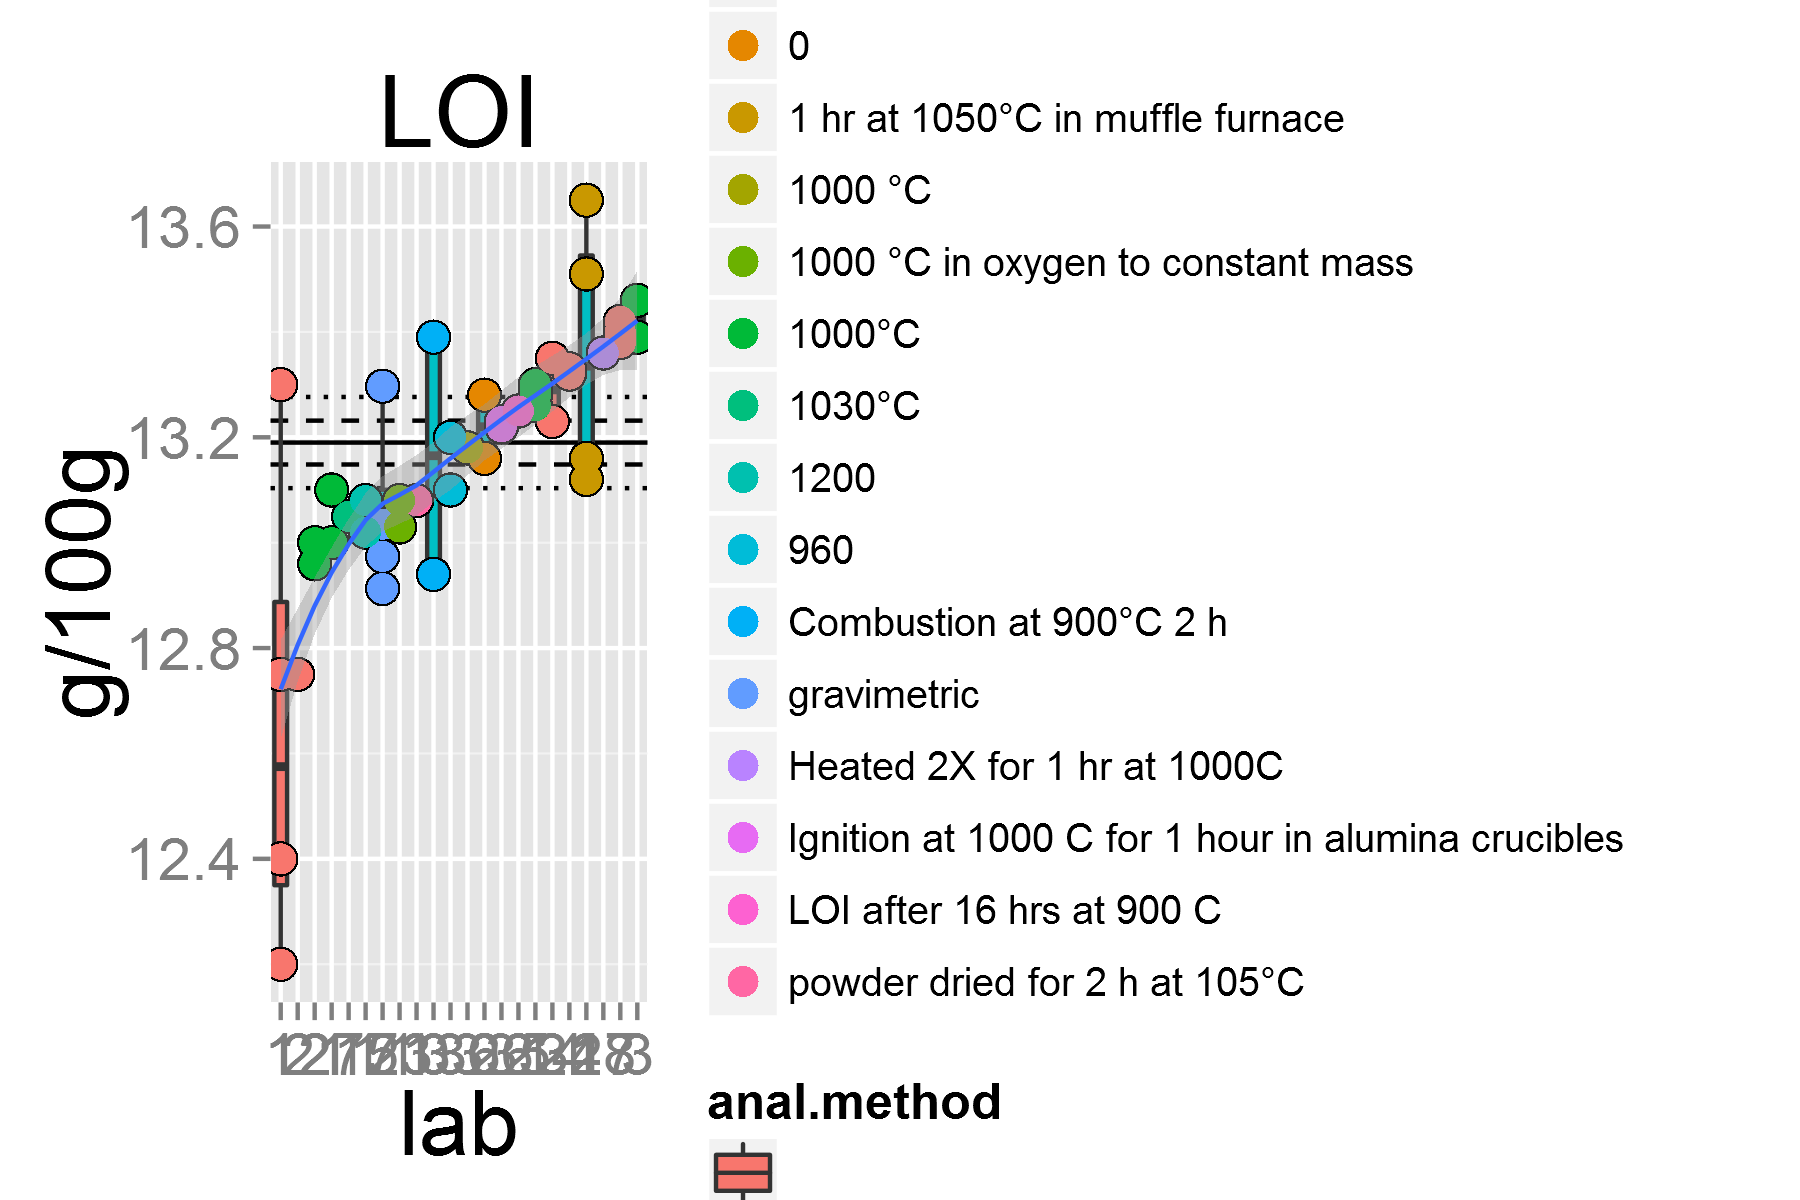 LOI
g/100g
13.6
13.2
12.8
12.4
lab
0
1 hr at 1050°C in muffle furnace
1000 °C
1000 °C in oxygen to constant mass
1000°C
1030°C
1200
960
Combustion at 900°C 2 h
gravimetric
Heated 2X for 1 hr at 1000C
Ignition at 1000 C for 1 hour in alumina crucibles
LOI after 16 hrs at 900 C
powder dried for 2 h at 105°C
anal.method